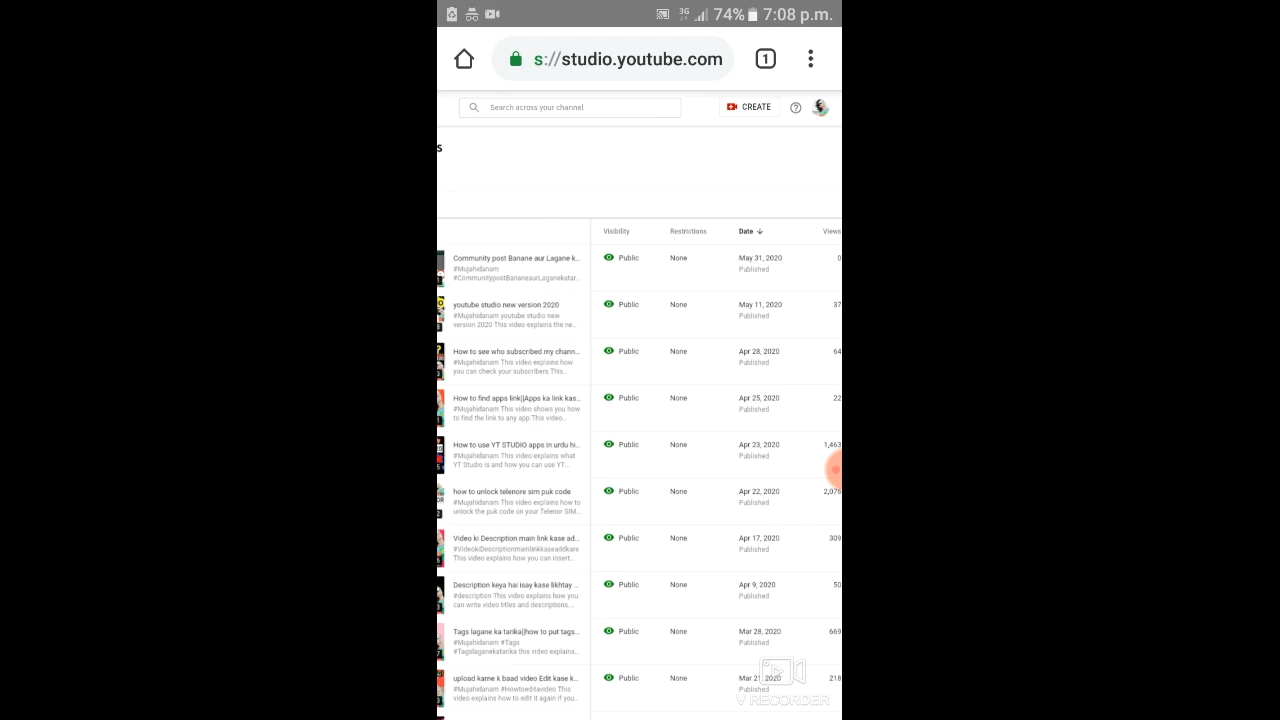 3G 74% 7:08 p.m.
s://studio.youtube.com 1
Search across your channel CREATE
s
Visibility Restrictions Date Views
Community post Banane aur Lagane k... Public None May 31, 2020 0
#Mujahidanam Published
#CommunitypostBananeaurLaganekatar...
youtube studio new version 2020 Public None May 11, 2020 37
#Mujahidanam youtube studio new Published
version 2020 This video explains the ne...
How to see who subscribed my chann... Public None Apr 28, 2020 64
#Mujahidanam This video explains how Published
you can check your subscribers This...
How to find apps link||Apps ka link kas... Public None Apr 25, 2020 22
#Mujahidanam This video shows you how Published
to find the link to any app This video...
How to use YT STUDIO apps in urdu hi... Public None Apr 23, 2020 1,463
#Mujahidanam This video explains what Published
YT Studio is and how you can use YT...
how to unlock telenore sim puk code Public None Apr 22, 2020 2,076
#Mujahidanam This video explains how to Published
unlock the puk code on your Telenor SIM...
Video ki Description main link kase ad... Public None Apr 17, 2020 309
#VideokiDescriptionmainlinkkaseaddkare Published
This video explains how you can insert...
Description keya hai isay kase likhtay ... Public None Apr 9, 2020 50
#description This video explains how you Published
can write video titles and descriptions...
Tags lagane ka tarika||how to put tags... Public None Mar 28, 2020 669
#Mujahidanam #Tags Published
#Tagslaganekatarika this video explains...
upload karne k baad video Edit kase k... Public None Mar 21, 2020 218
#Mujahidanam #Howtoeditavideo This Published
video explains how to edit it again if you...
V RECORDER